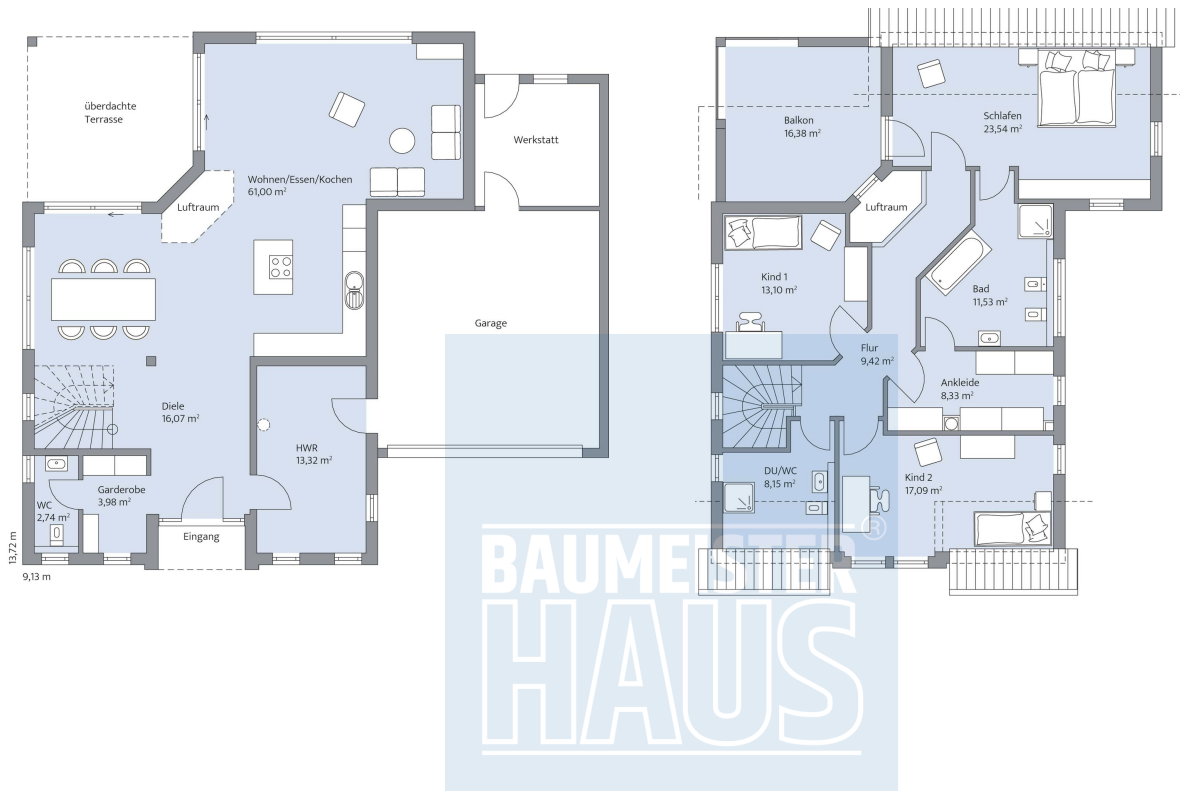 überdachte
Terrasse
Wohnen/Essen/Kochen
61,00 m²
Luftraum
Werkstatt
Garage
Diele
16,07 m²
HWR
13,32 m²
Garderobe
3,98 m²
WC
2,74 m²
Eingang
13,72 m
9,13 m
Balkon
16,38 m²
Schlafen
23,54 m²
Luftraum
Kind 1
13,10 m²
Bad
11,53 m²
Flur
9,42 m²
Ankleide
8,33 m²
DU/WC
8,15 m²
Kind 2
17,09 m²
BAUMEISTER®
HAUS